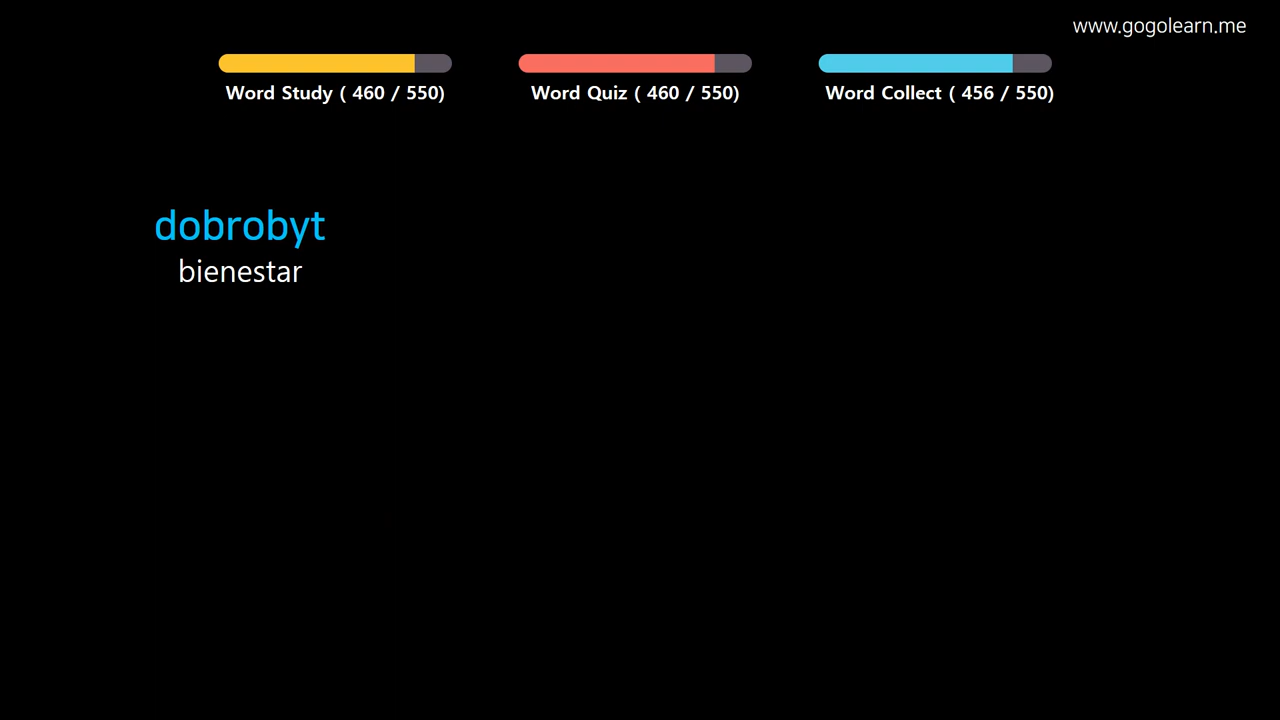 www.gogolearn.me
Word Study ( 460 / 550)
Word Quiz ( 460 / 550)
Word Collect ( 456 / 550)
dobrobyt
bienestar